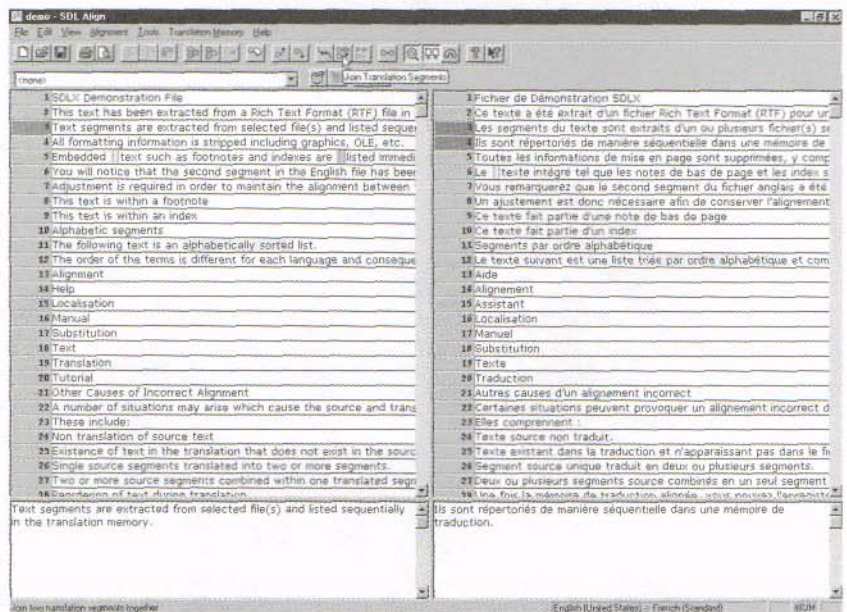 demo - SDL Align
File Edit View Alignment Tools Translation Memory Help
(none)
Join Translation Segments
1 SDLX Demonstration File
2 This text has been extracted from a Rich Text Format (RTF) file in
3 Text segments are extracted from selected file(s) and listed sequen
4 All formatting information is stripped including graphics, OLE, etc.
5 Embedded text such as footnotes and indexes are listed immedi
6 You will notice that the second segment in the English file has been
7 Adjustment is required in order to maintain the alignment between
8 This text is within a footnote
9 This text is within an index
10 Alphabetic segments
11 The following text is an alphabetically sorted list.
12 The order of the terms is different for each language and conseque
13 Alignment
14 Help
15 Localisation
16 Manual
17 Substitution
18 Text
19 Translation
20 Tutorial
21 Other Causes of Incorrect Alignment
22 A number of situations may arise which cause the source and trans
23 These include:
24 Non translation of source text
25 Existence of text in the translation that does not exist in the sourc
26 Single source segments translated into two or more segments.
27 Two or more source segments combined within one translated segn
28 Reordering of text during translation
1 Fichier de Démonstration SDLX
2 Ce texte a été extrait d'un fichier Rich Text Format (RTF) pour un
3 Les segments du texte sont extraits d'un ou plusieurs fichier(s) se
4 Ils sont répertoriés de manière séquentielle dans une mémoire de
5 Toutes les informations de mise en page sont supprimées, y comp
6 Le texte intégré tel que les notes de bas de page et les index s
7 Vous remarquerez que le second segment du fichier anglais a été
8 Un ajustement est donc nécessaire afin de conserver l'alignement
9 Ce texte fait partie d'une note de bas de page
10 Ce texte fait partie d'un index
11 Segments par ordre alphabétique
12 Le texte suivant est une liste triée par ordre alphabétique et com
13 Aide
14 Alignement
15 Assistant
16 Localisation
17 Manuel
18 Substitution
19 Texte
20 Traduction
21 Autres causes d'un alignement incorrect
22 Certaines situations peuvent provoquer un alignement incorrect d
23 Elles comprennent :
24 Texte source non traduit.
25 Texte existant dans la traduction et n'apparaissant pas dans le fi
26 Segment source unique traduit en deux ou plusieurs segments.
27 Deux ou plusieurs segments source combinés en un seul segment
Une fois la mémoire de traduction alignée, vous pouvez l'enregistre
Text segments are extracted from selected file(s) and listed sequentially
in the translation memory.
Ils sont répertoriés de manière séquentielle dans une mémoire de
traduction.
Join two translation segments together
English (United States) -> French (Standard)
NUM